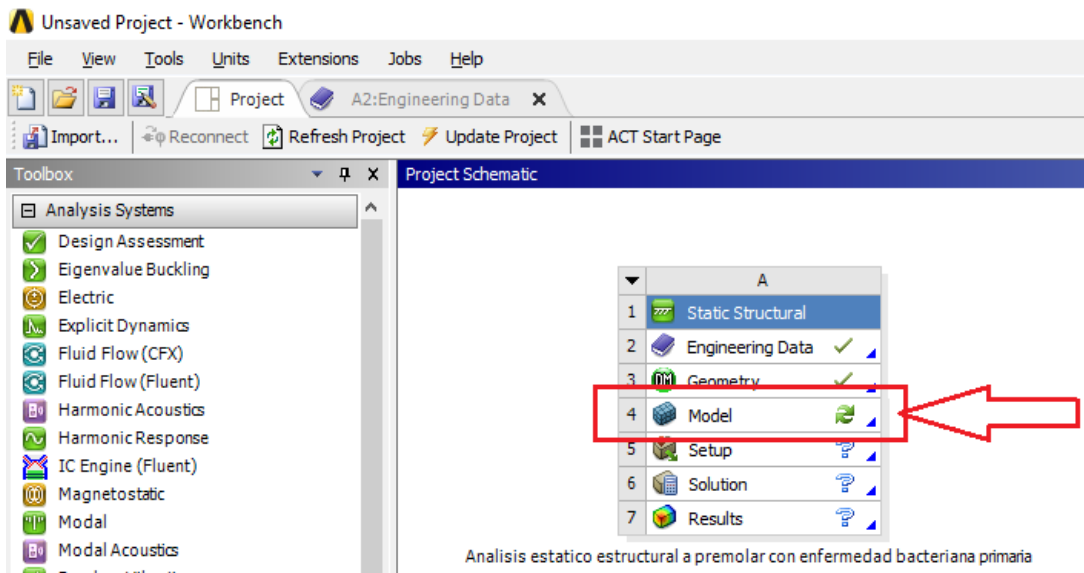 Unsaved Project - Workbench
File View Tools Units Extensions Jobs Help
Project A2:Engineering Data
Import... Reconnect Refresh Project Update Project ACT Start Page
Toolbox
Project Schematic
Analysis Systems
Design Assessment
Eigenvalue Buckling
Electric
Explicit Dynamics
Fluid Flow (CFX)
Fluid Flow (Fluent)
Harmonic Acoustics
Harmonic Response
IC Engine (Fluent)
Magnetostatic
Modal
Modal Acoustics
A
1 Static Structural
2 Engineering Data
3 DM Geometry
4 Model
5 Setup
6 Solution
7 Results
Analisis estatico estructural a premolar con enfermedad bacteriana primaria